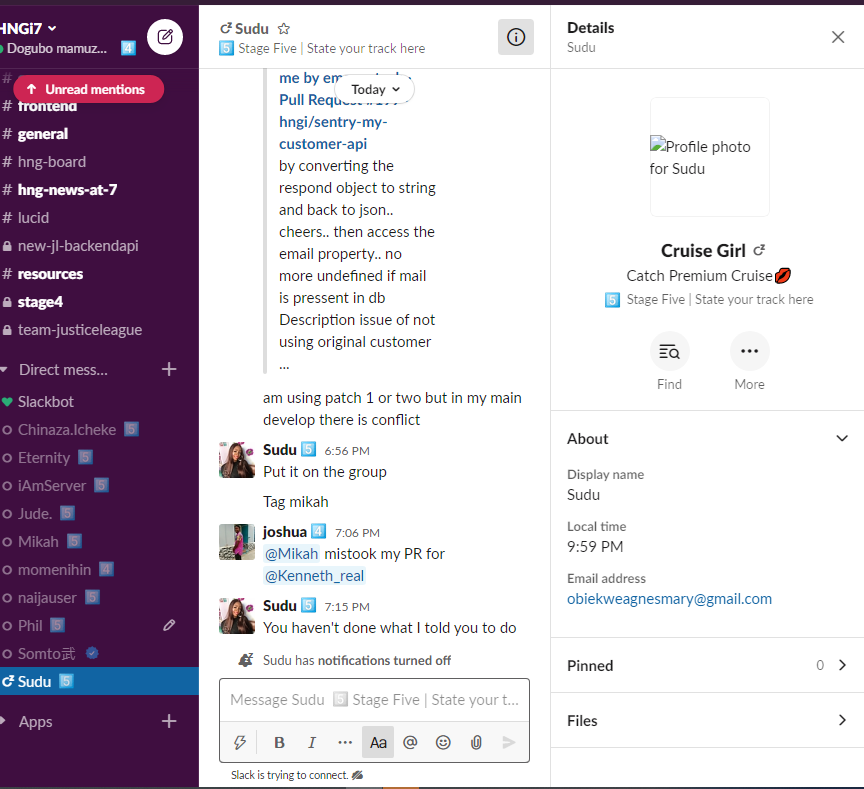 HNGi7
Dogubo mamuz... 4
Unread mentions
# frontend
# general
# hng-board
# hng-news-at-7
# lucid
new-jl-backendapi
# resources
stage4
team-justiceleague
Direct mess...
Slackbot
Chinaza.Icheke 5
Eternity 5
iAmServer 5
Jude. 5
Mikah 5
momenihin 4
naijauser 5
Phil 5
Somto武
Sudu 5
Apps
Sudu
5 Stage Five | State your track here
Today
me by
Pull
hngi/sentry-my-
customer-api
by converting the
respond object to string
and back to json..
cheers.. then access the
email property.. no
more undefined if mail
is pressent in db
Description issue of not
using original customer
...
am using patch 1 or two but in my main
develop there is conflict
Sudu 5 6:56 PM
Put it on the group
Tag mikah
joshua 4 7:06 PM
@Mikah mistook my PR for
@Kenneth_real
Sudu 5 7:15 PM
You haven't done what I told you to do
Sudu has notifications turned off
Message Sudu 5 Stage Five | State your t...
B I ... Aa @
Slack is trying to connect.
Details
Sudu
Profile photo
for Sudu
Cruise Girl
Catch Premium Cruise💋
5 Stage Five | State your track here
Find More
About
Display name
Sudu
Local time
9:59 PM
Email address
obiekweagnesmary@gmail.com
Pinned 0
Files